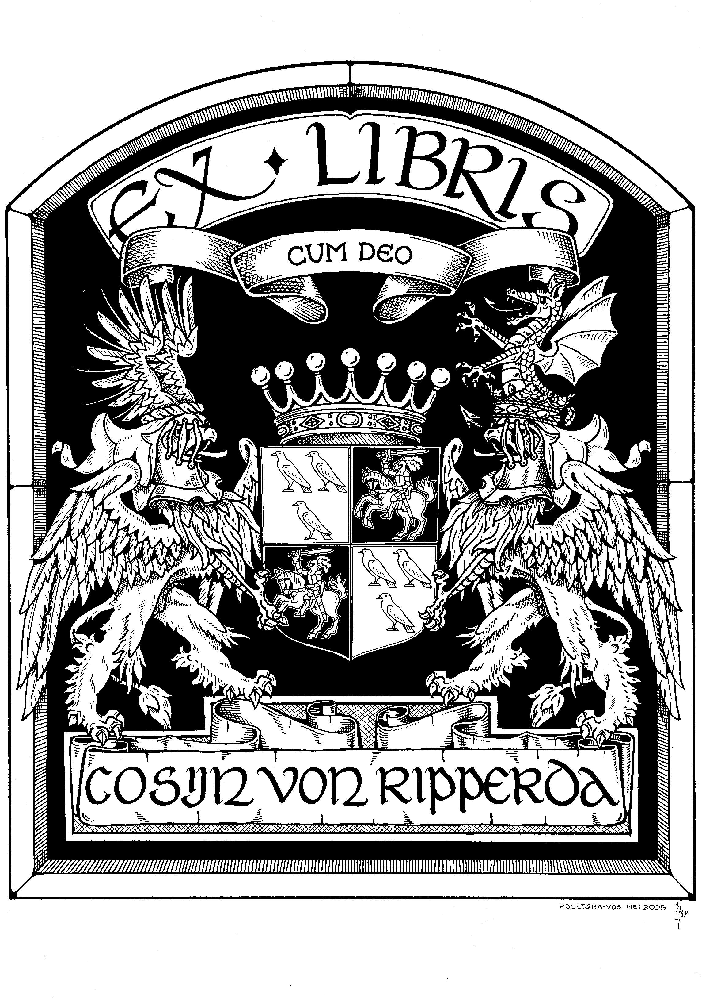 EX · LIBRIS
CUM DEO
COSIJN VON RIPPERDA
P.BULTSMA-VOS, MEI 2009